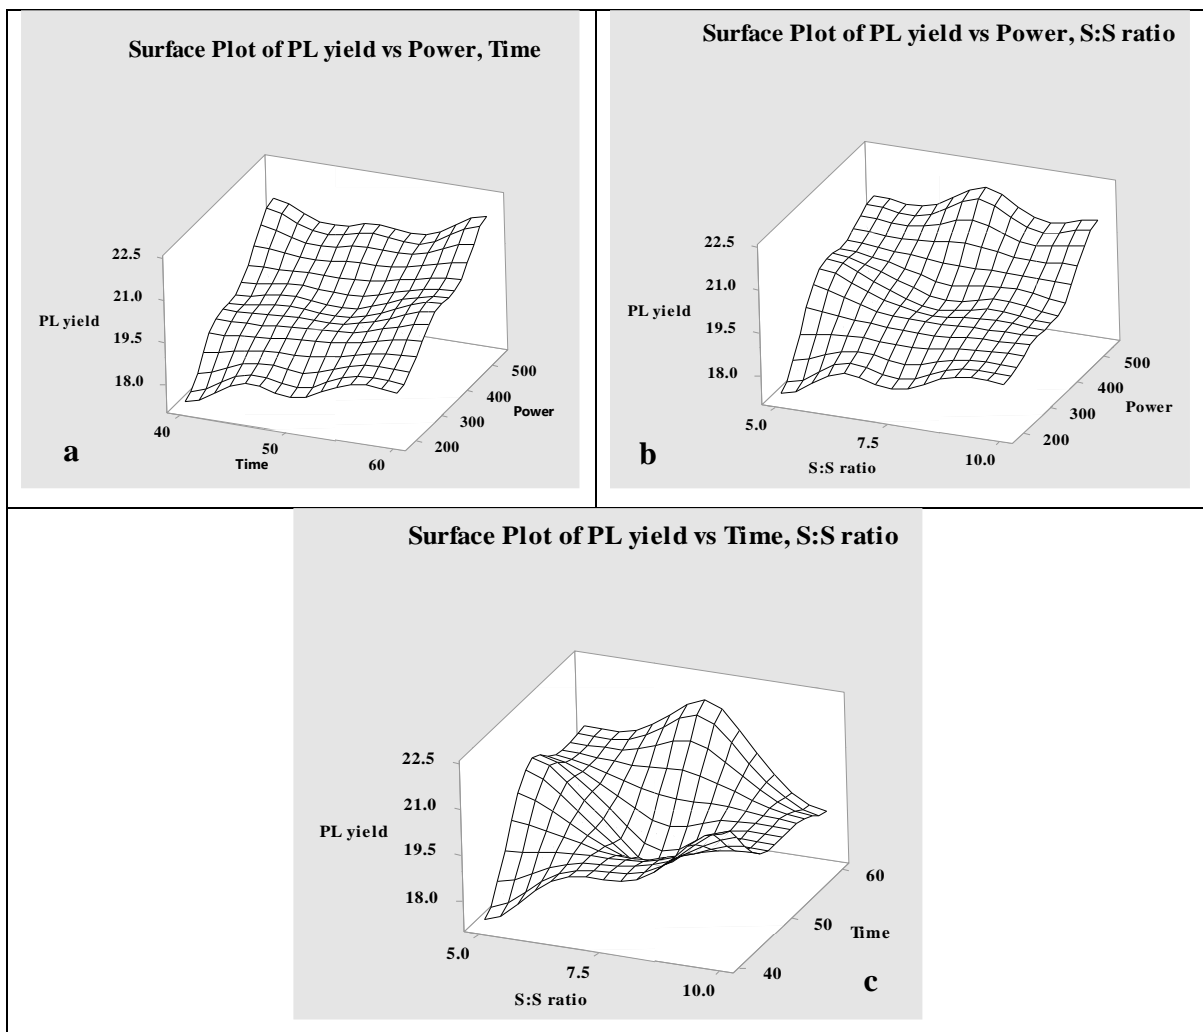 Surface Plot of PL yield vs Power, Time
22.5
21.0
PL yield
19.5
18.0
500
400
Power
300
200
40
50
60
Time
a
Surface Plot of PL yield vs Power, S:S ratio
22.5
21.0
PL yield
19.5
18.0
500
400
Power
300
200
5.0
7.5
10.0
S:S ratio
b
Surface Plot of PL yield vs Time, S:S ratio
22.5
21.0
PL yield
19.5
18.0
60
50
Time
40
5.0
7.5
10.0
S:S ratio
c